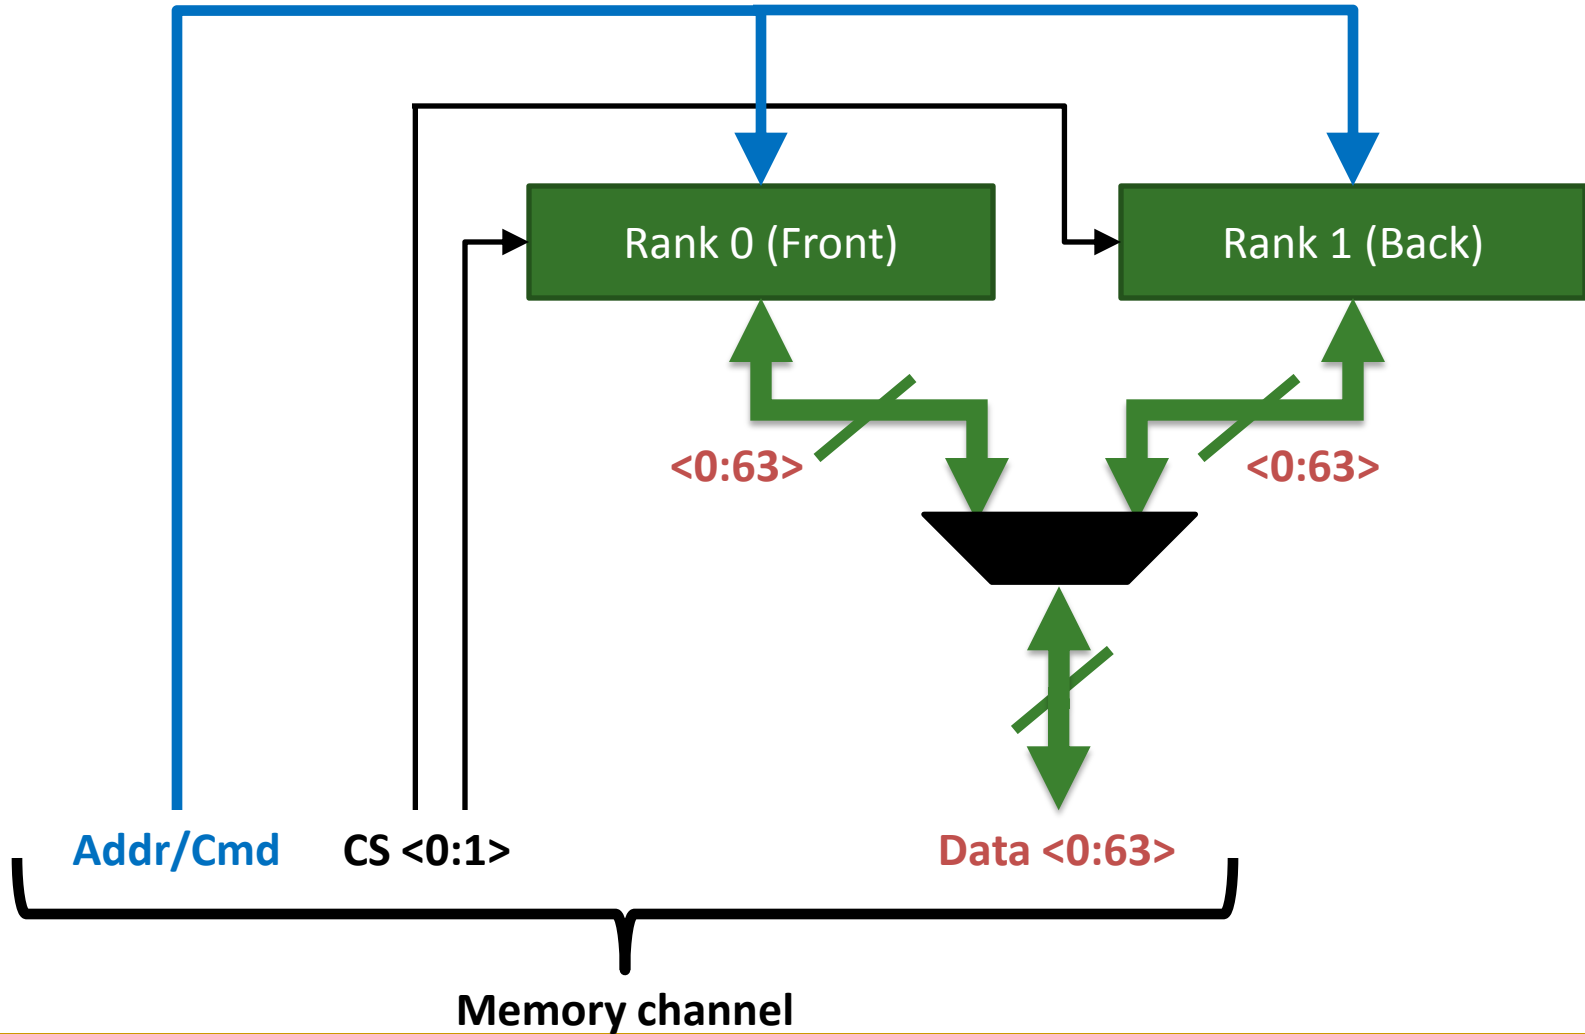 Rank 0 (Front)
Rank 1 (Back)
<0:63>
<0:63>
Addr/Cmd
CS <0:1>
Data <0:63>
Memory channel